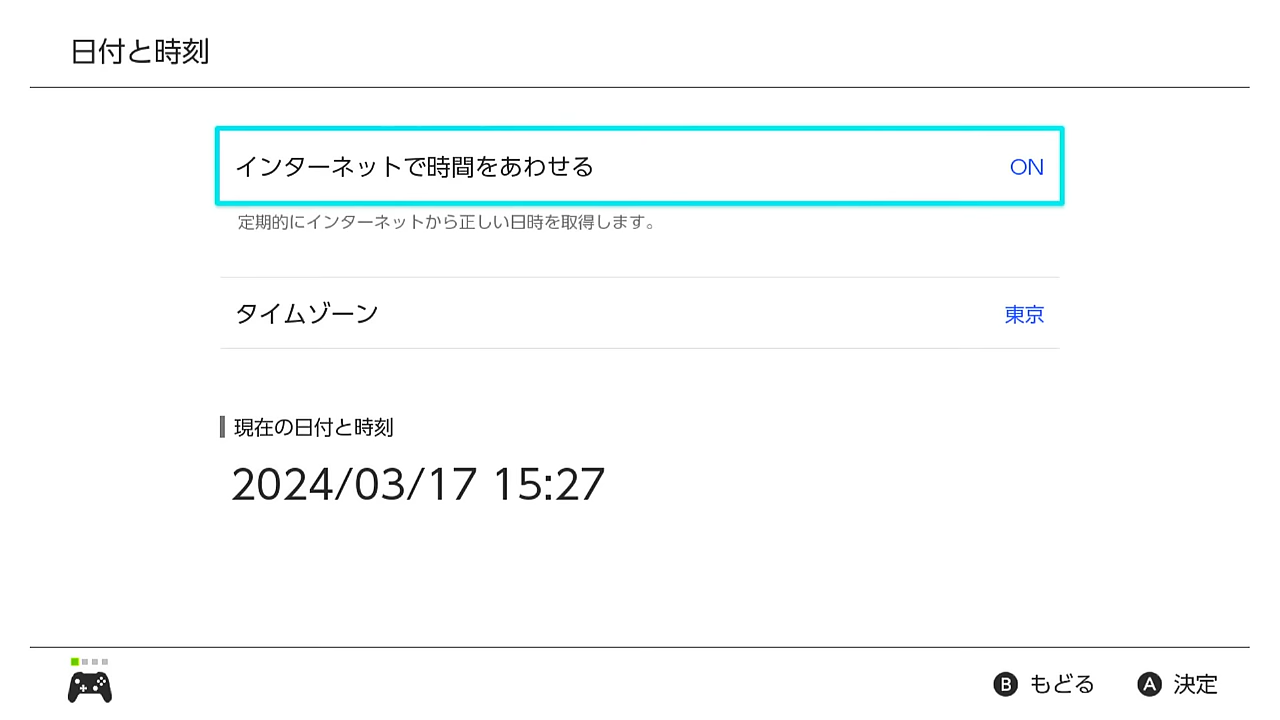 日付と時刻
インターネットで時間をあわせる ON
定期的にインターネットから正しい日時を取得します。
タイムゾーン 東京
現在の日付と時刻
2024/03/17 15:27
B もどる A 決定